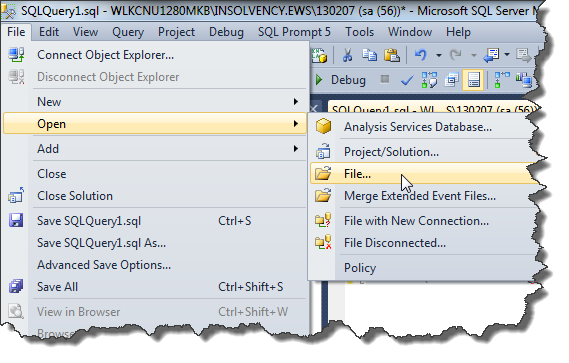 SQLQuery1.sql - WLKCNU1280MKB\INSOLVENCY.EWS\130207 (sa (56))* - Microsoft SQL Server M
File Edit View Query Project Debug SQL Prompt 5 Tools Window Help
Connect Object Explorer...
Disconnect Object Explorer
New
Open
Add
Close
Close Solution
Save SQLQuery1.sql Ctrl+S
Save SQLQuery1.sql As...
Advanced Save Options...
Save All Ctrl+Shift+S
View in Browser Ctrl+Shift+W
Debug
SQLQuery1.sql - WL...S\130207 (sa (56))*
Analysis Services Database...
Project/Solution...
File...
Merge Extended Event Files...
File with New Connection...
File Disconnected...
Policy